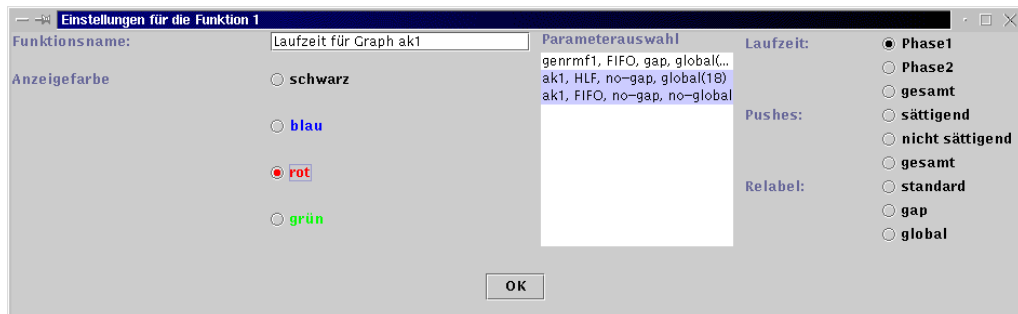 Einstellungen für die Funktion 1
Funktionsname:
Laufzeit für Graph ak1
Anzeigefarbe
schwarz
blau
rot
grün
Parameterauswahl
genrmf1, FIFO, gap, global(...
ak1, HLF, no-gap, global(18)
ak1, FIFO, no-gap, no-global
Laufzeit:
Phase1
Phase2
gesamt
Pushes:
sättigend
nicht sättigend
gesamt
Relabel:
standard
gap
global
OK